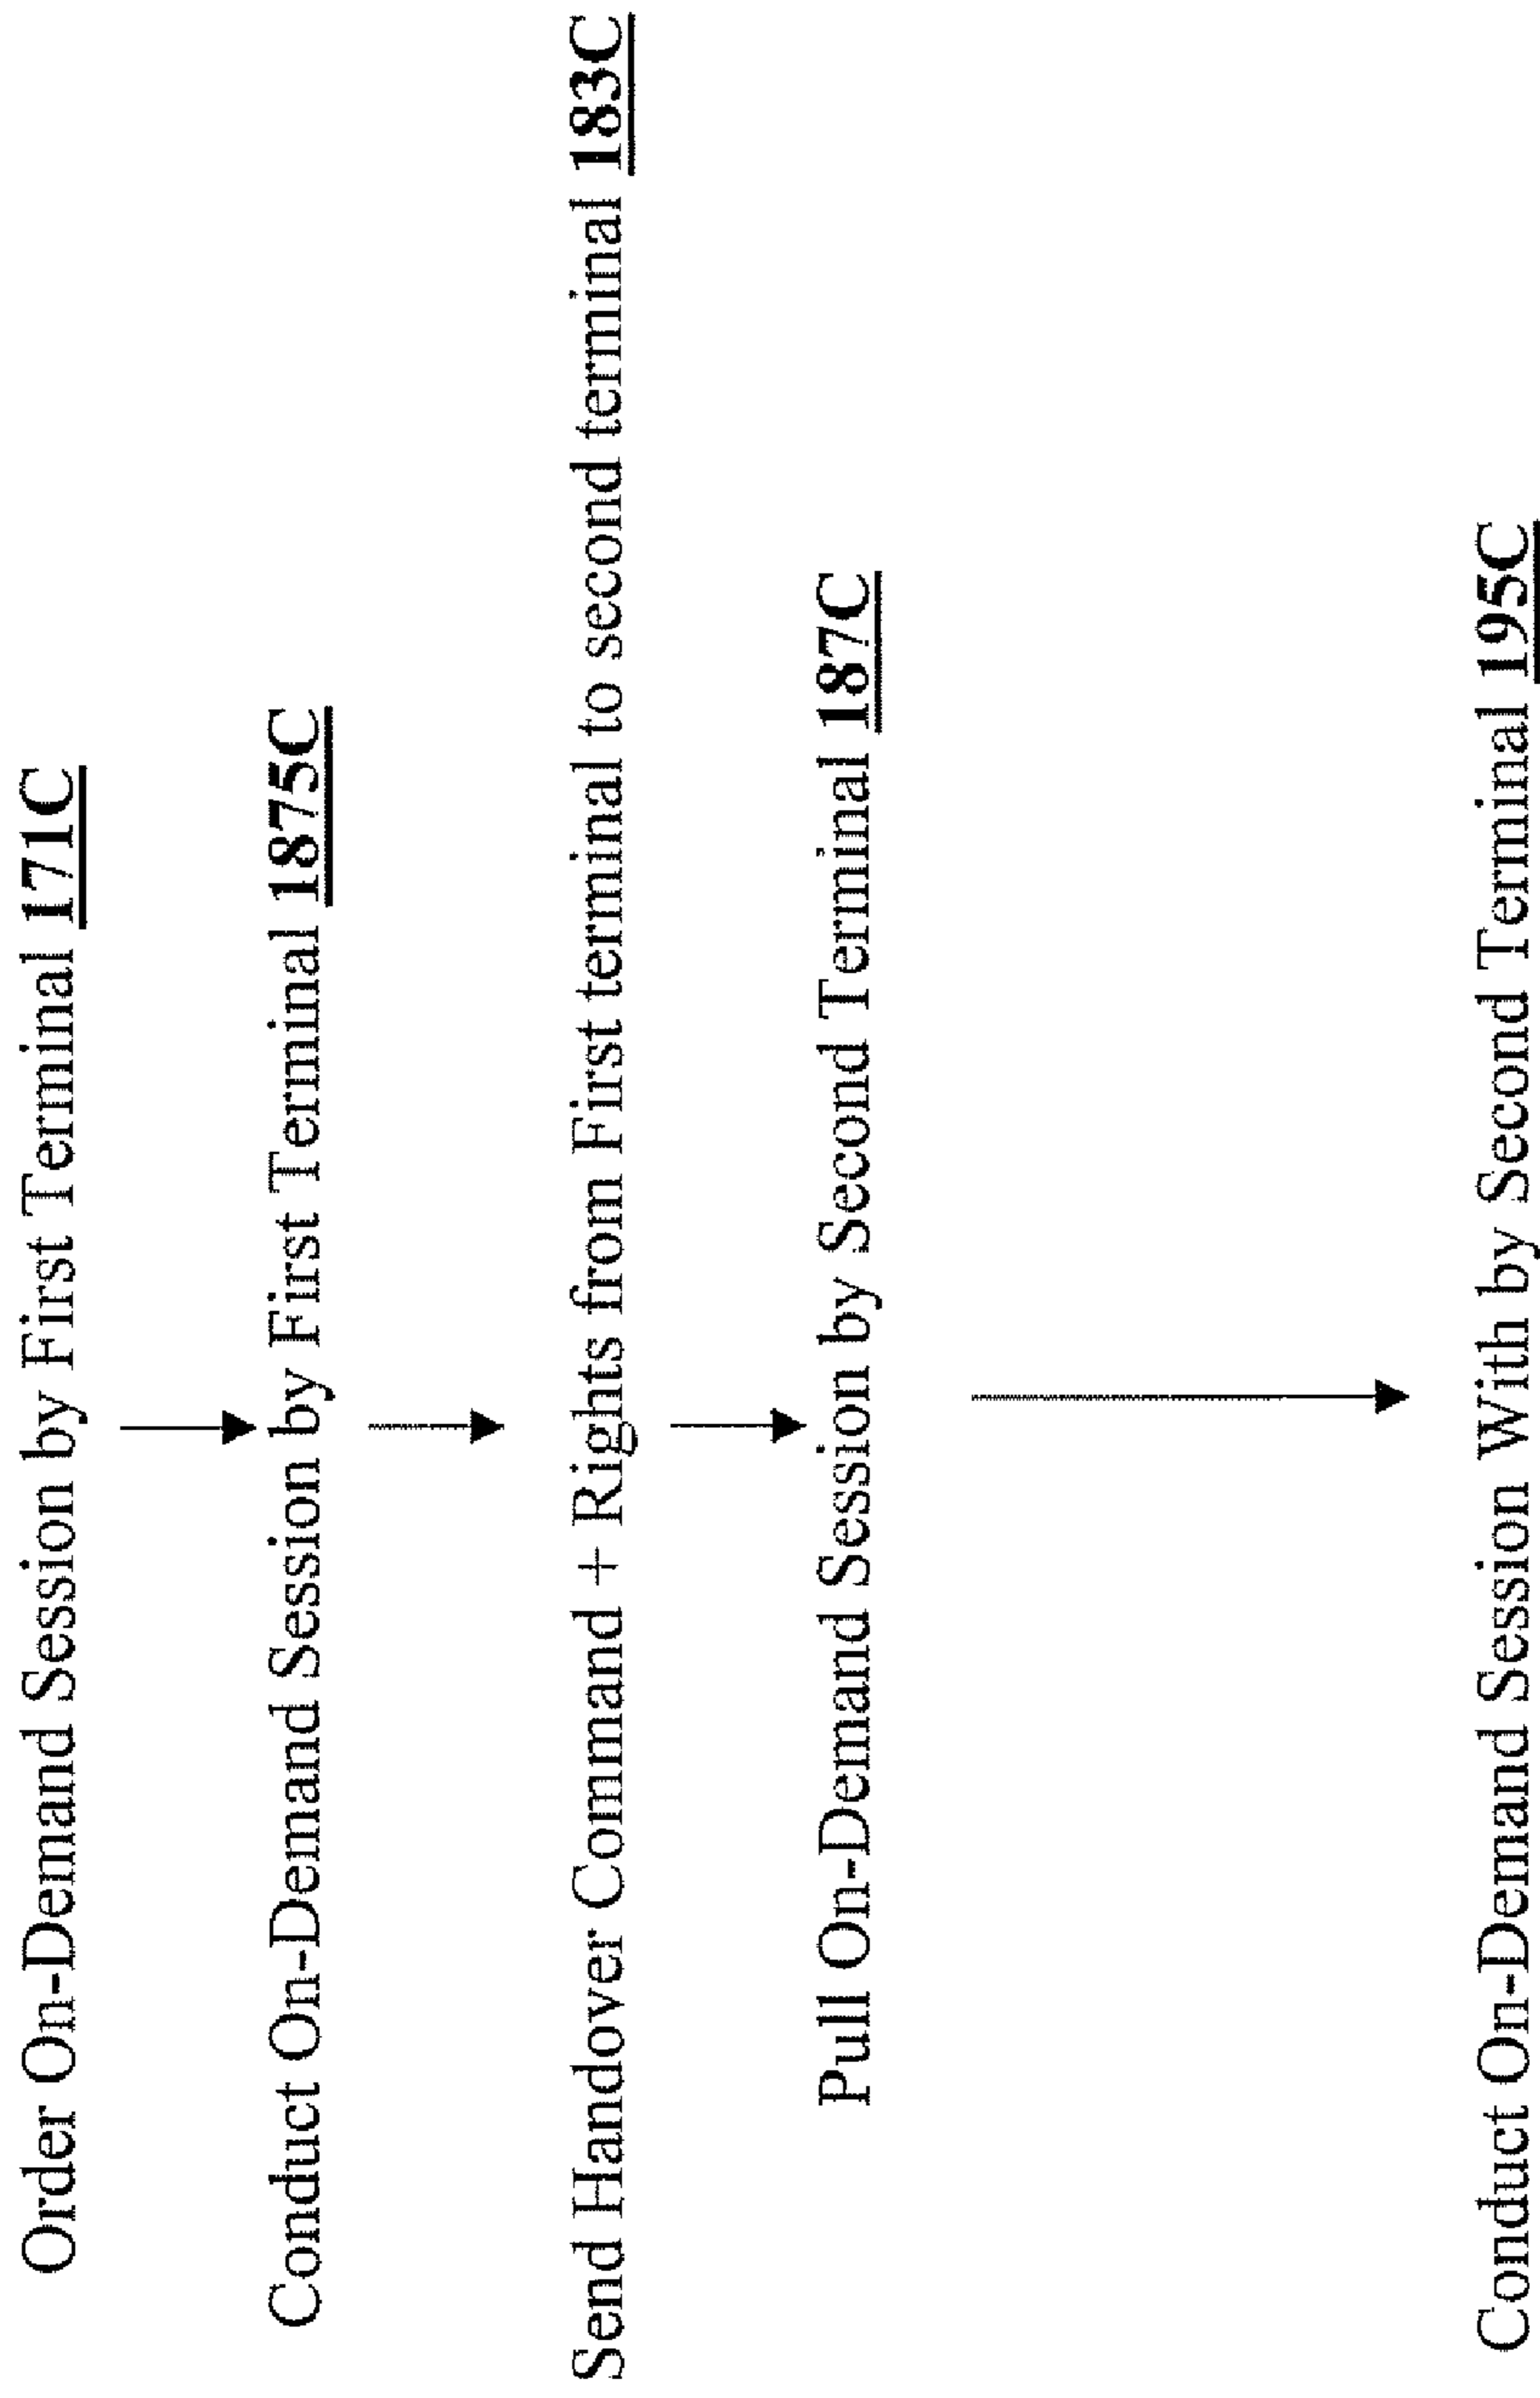 Order On-Demand Session by First Terminal 171C
Conduct On-Demand Session by First Terminal 1875C
Send Handover Command + Rights from First terminal to second terminal 183C
Pull On-Demand Session by Second Terminal 187C
Conduct On-Demand Session With by Second Terminal 195C